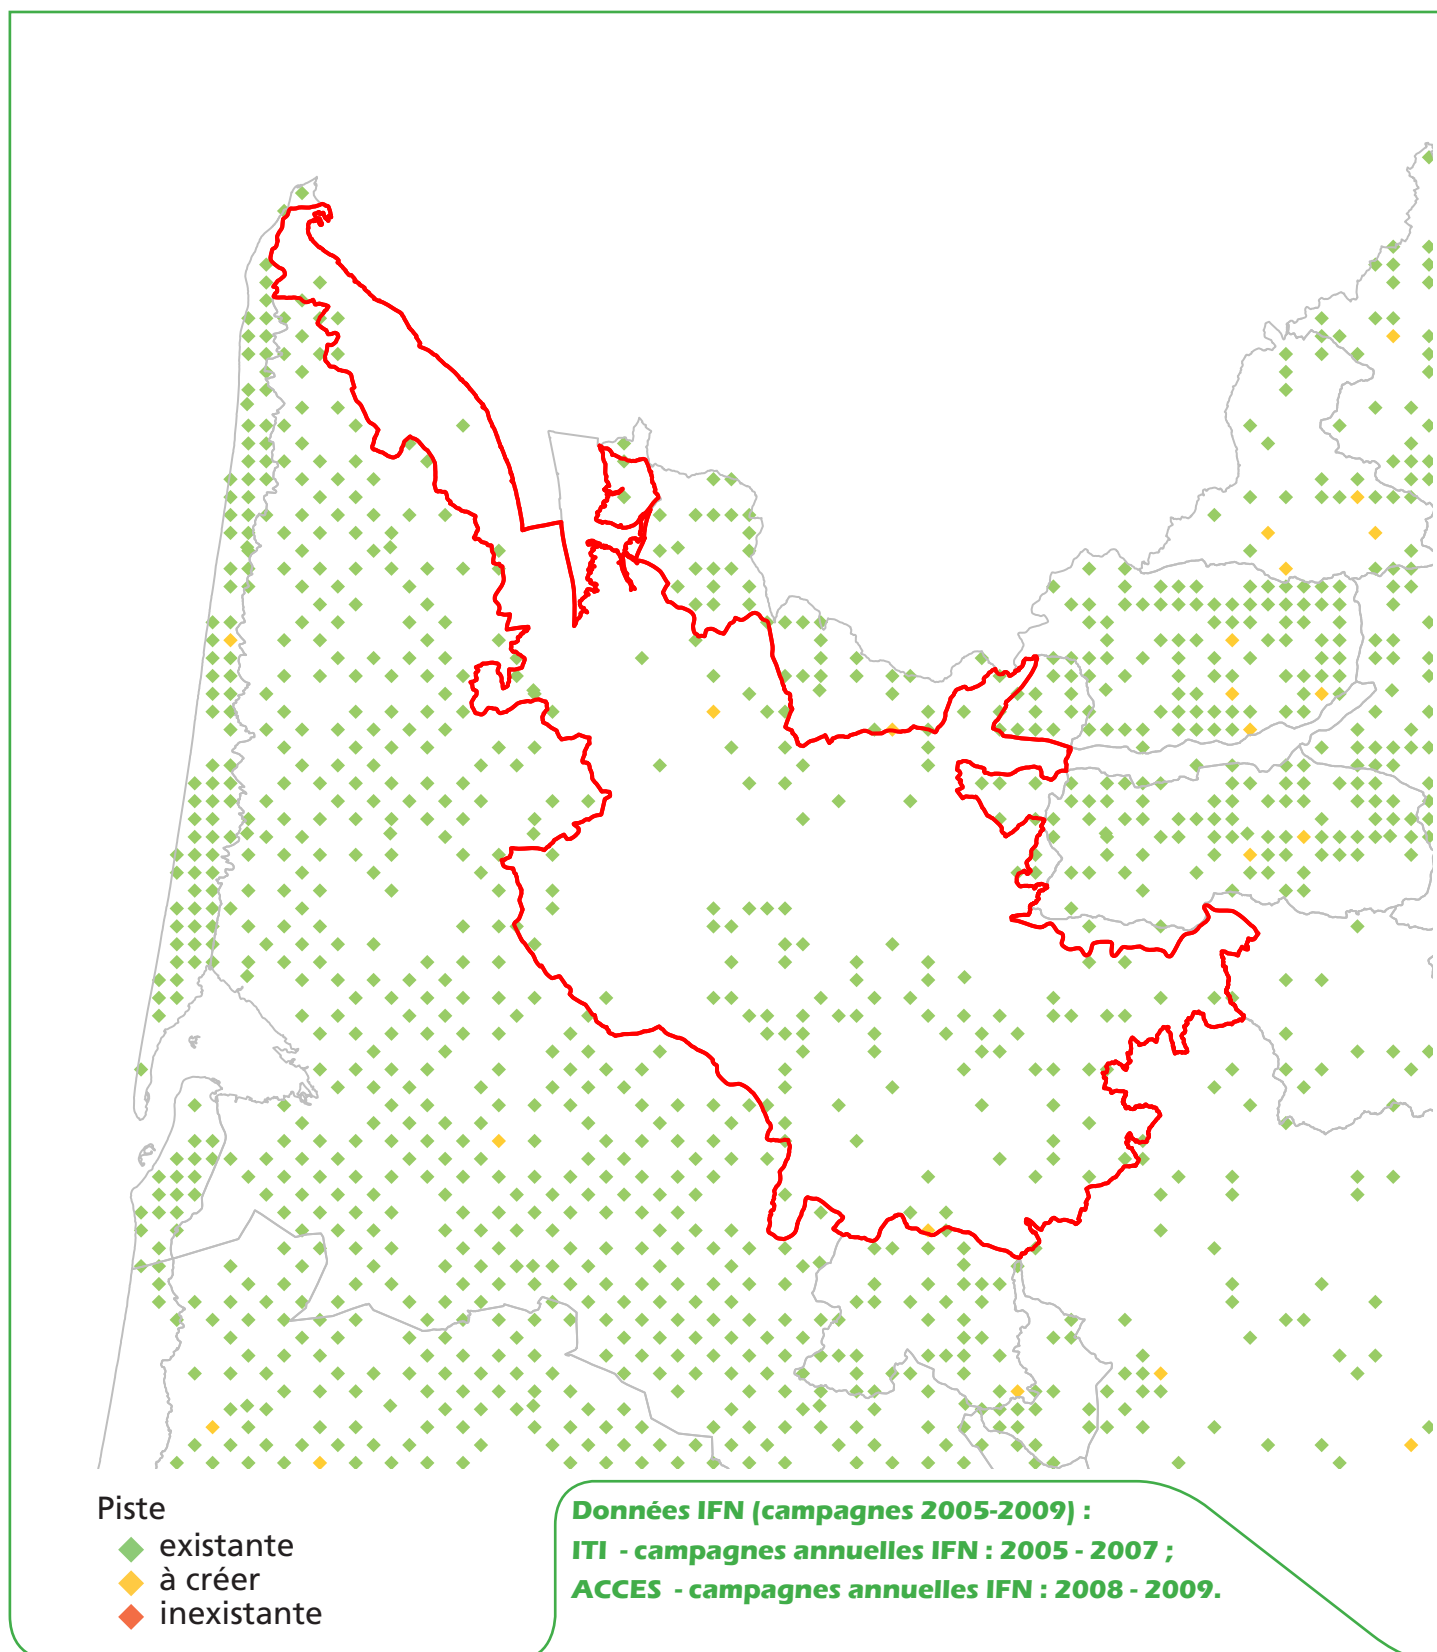 Piste
existante
à créer
inexistante
Données IFN (campagnes 2005-2009) :
ITI - campagnes annuelles IFN : 2005 - 2007 ;
ACCES - campagnes annuelles IFN : 2008 - 2009.